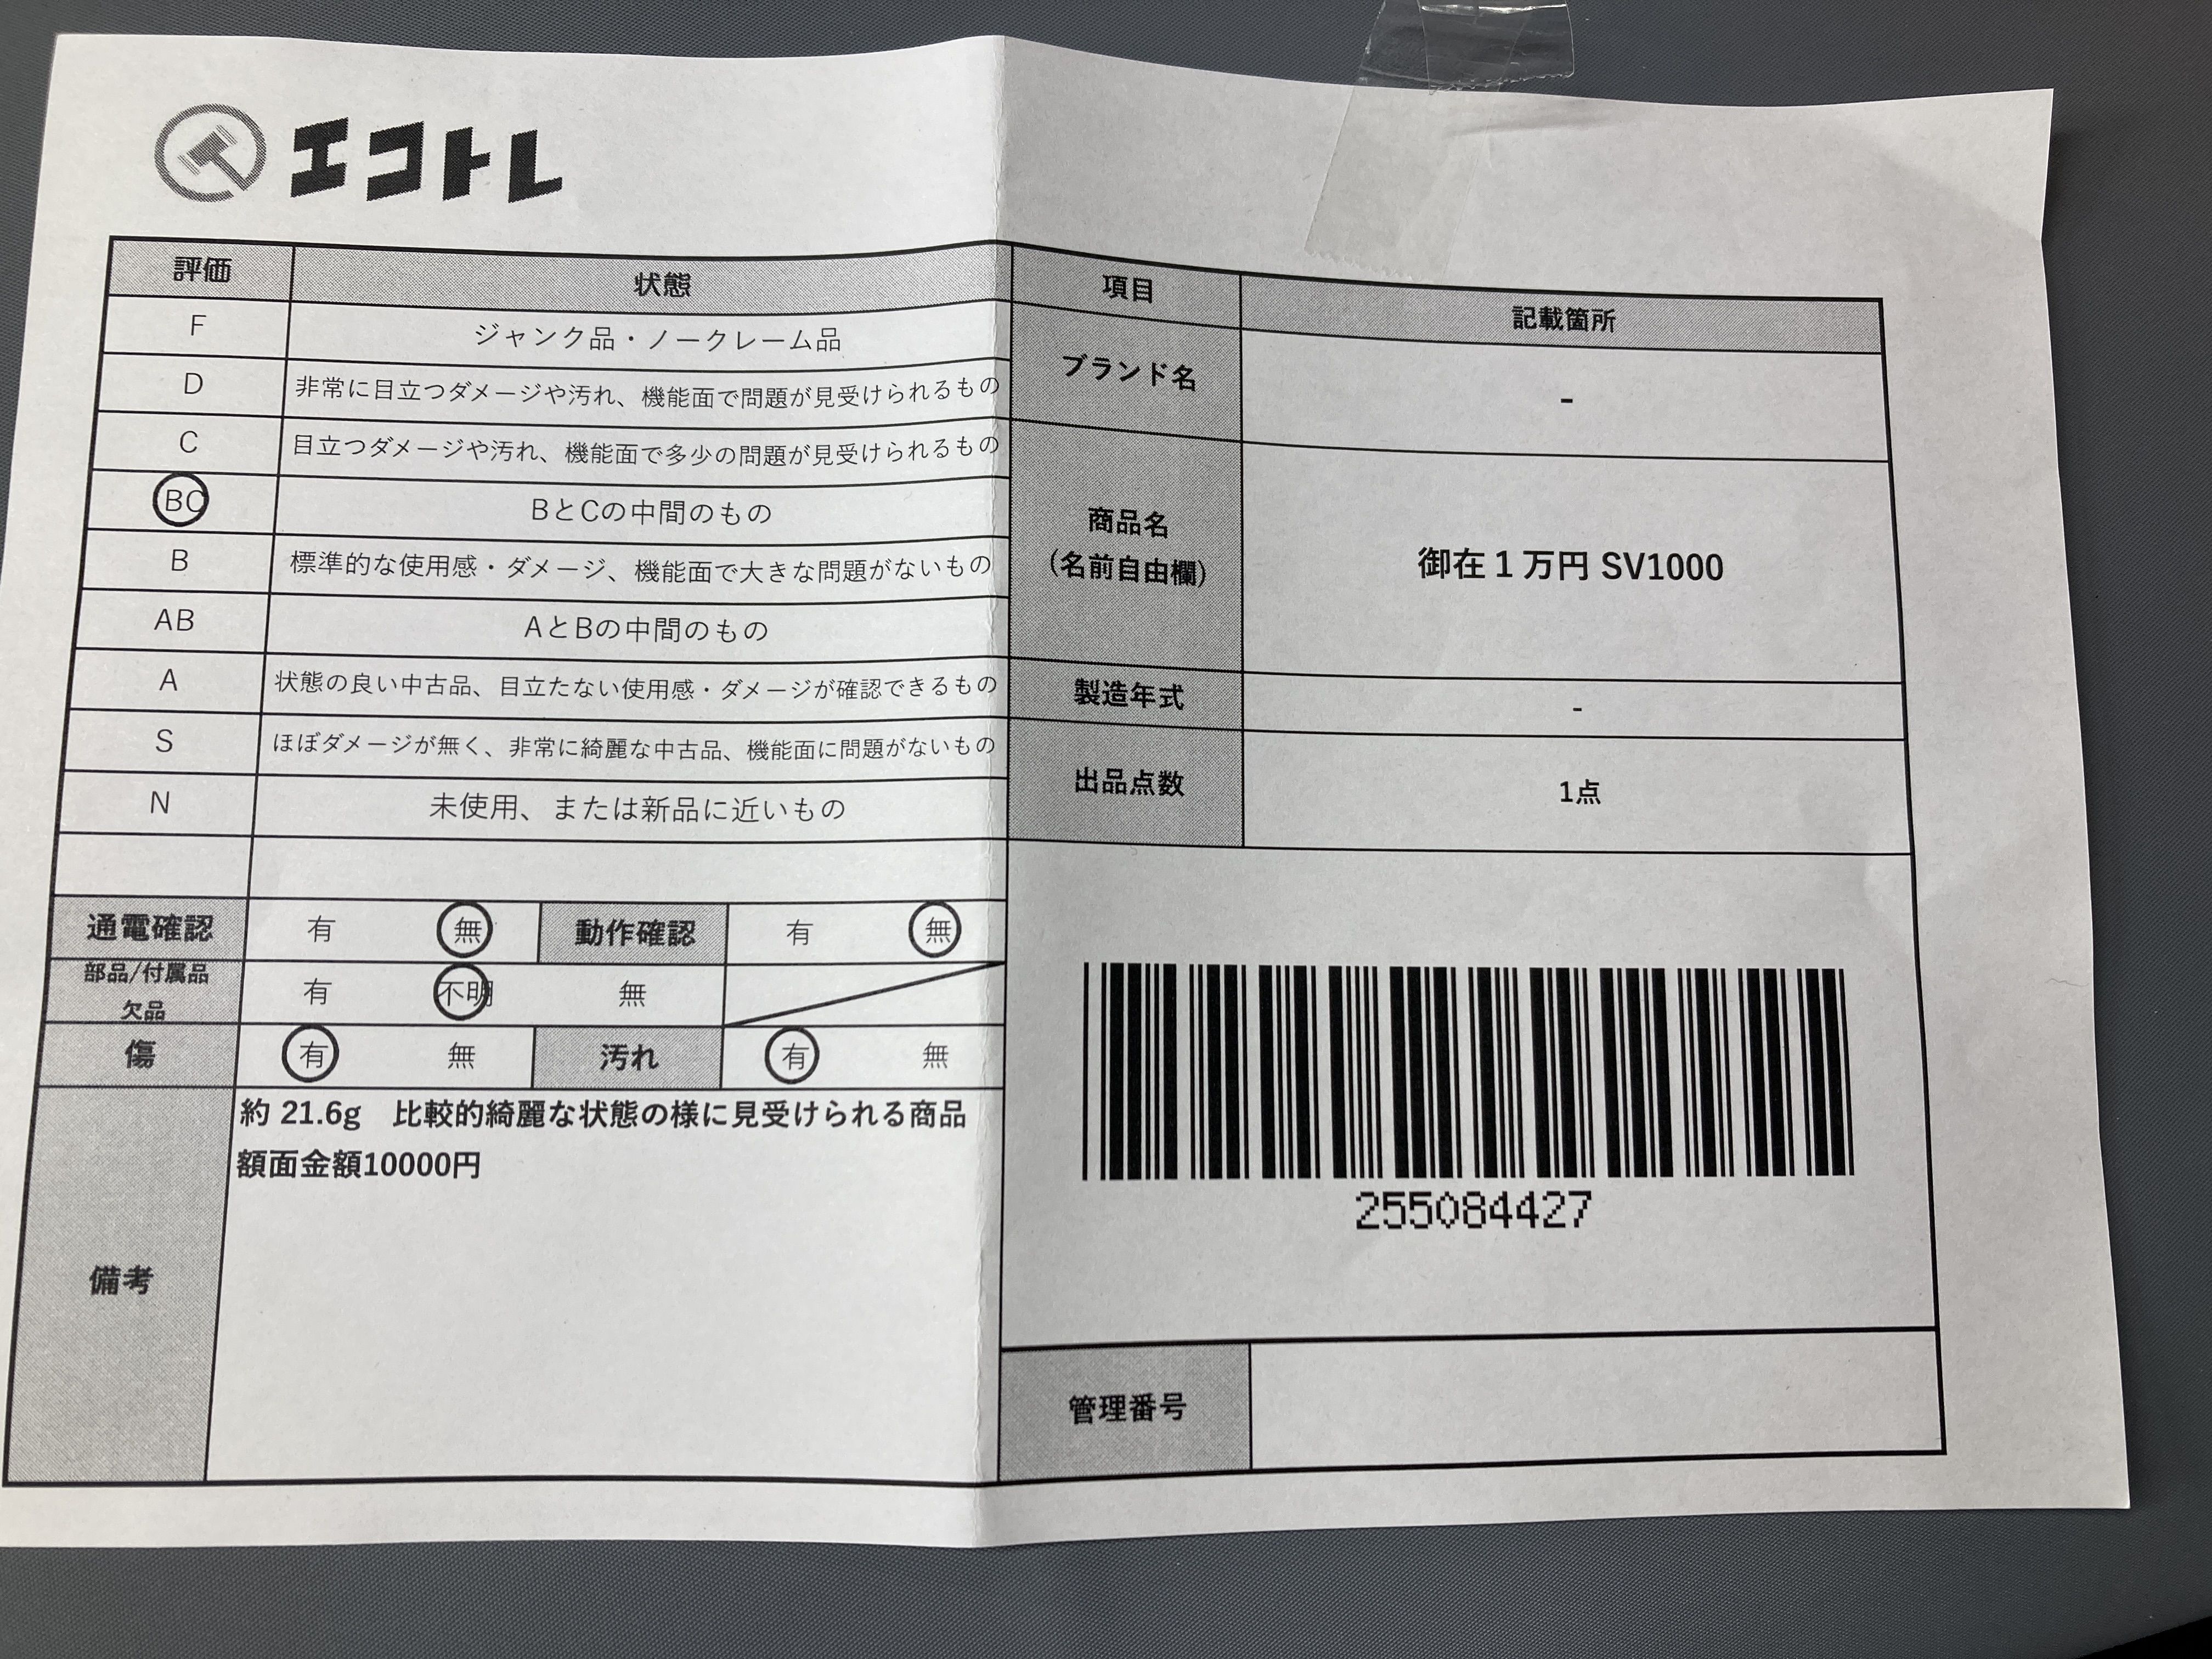 エコトレ
評価 状態
F ジャンク品・ノークレーム品
D 非常に目立つダメージや汚れ、機能面で問題が見受けられるもの
C 目立つダメージや汚れ、機能面で多少の問題が見受けられるもの
BC BとCの中間のもの
B 標準的な使用感・ダメージ、機能面で大きな問題がないもの
AB AとBの中間のもの
A 状態の良い中古品、目立たない使用感・ダメージが確認できるもの
S ほぼダメージが無く、非常に綺麗な中古品、機能面に問題がないもの
N 未使用、または新品に近いもの
通電確認 有 無 動作確認 有 無
部品/付属品
欠品 有 不明 無
傷 有 無 汚れ 有 無
備考
約 21.6g 比較的綺麗な状態の様に見受けられる商品
額面金額10000円
項目 記載箇所
ブランド名 -
商品名
(名前自由欄)
御在１万円 SV1000
製造年式 -
出品点数 1点
255084427
管理番号